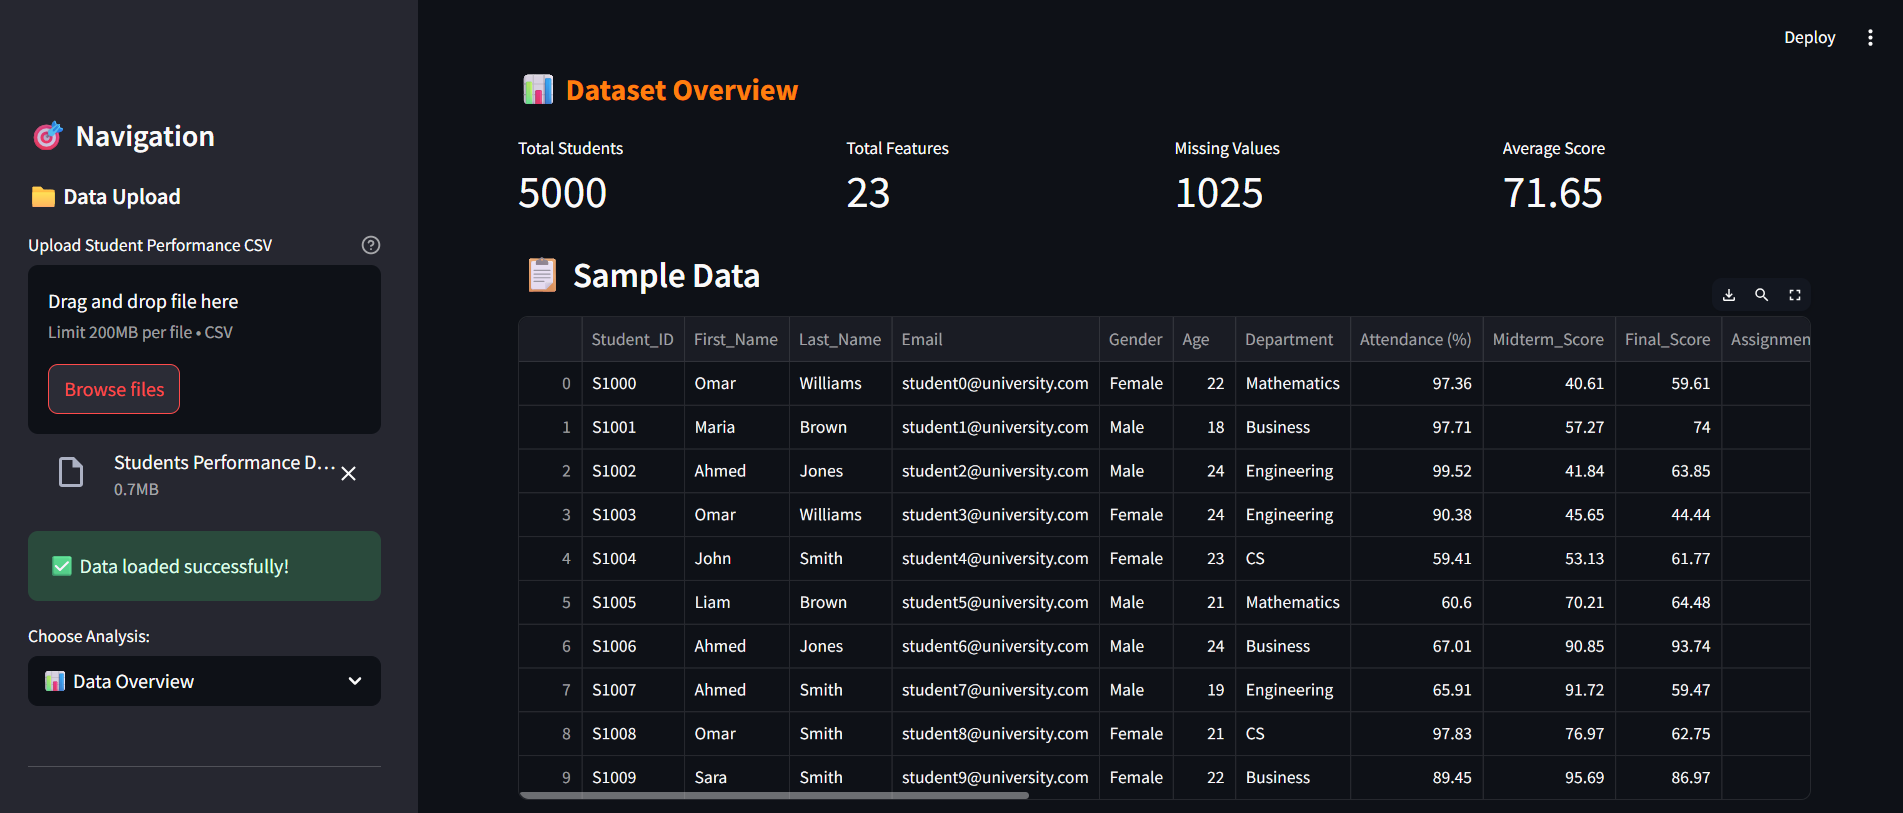 Deploy
Navigation
Data Upload
Upload Student Performance CSV
Drag and drop file here
Limit 200MB per file • CSV
Browse files
Students Performance D...
0.7MB
Data loaded successfully!
Choose Analysis:
Data Overview
Dataset Overview
Total Students Total Features Missing Values Average Score
5000 23 1025 71.65
Sample Data
Student_ID First_Name Last_Name Email Gender Age Department Attendance (%) Midterm_Score Final_Score Assignmen
0 S1000 Omar Williams student0@university.com Female 22 Mathematics 97.36 40.61 59.61
1 S1001 Maria Brown student1@university.com Male 18 Business 97.71 57.27 74
2 S1002 Ahmed Jones student2@university.com Male 24 Engineering 99.52 41.84 63.85
3 S1003 Omar Williams student3@university.com Female 24 Engineering 90.38 45.65 44.44
4 S1004 John Smith student4@university.com Female 23 CS 59.41 53.13 61.77
5 S1005 Liam Brown student5@university.com Male 21 Mathematics 60.6 70.21 64.48
6 S1006 Ahmed Jones student6@university.com Male 24 Business 67.01 90.85 93.74
7 S1007 Ahmed Smith student7@university.com Male 19 Engineering 65.91 91.72 59.47
8 S1008 Omar Smith student8@university.com Female 21 CS 97.83 76.97 62.75
9 S1009 Sara Smith student9@university.com Female 22 Business 89.45 95.69 86.97